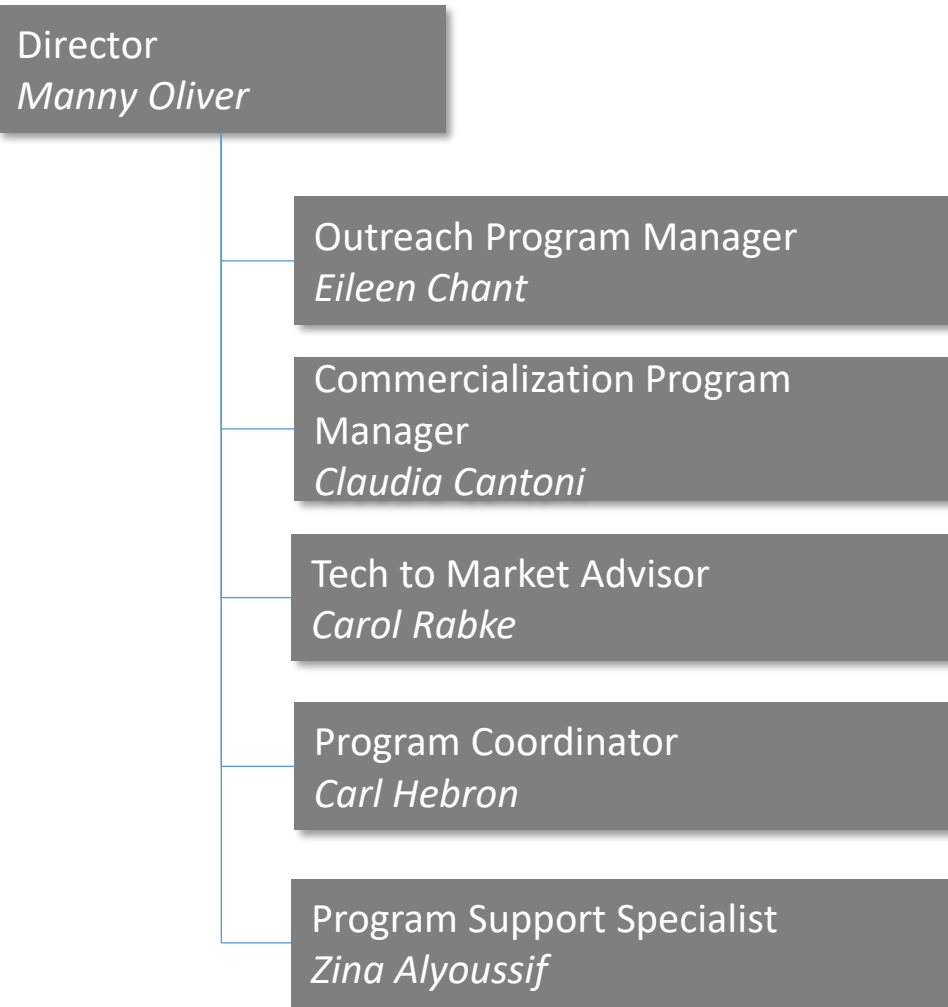 Director
Manny Oliver
Outreach Program Manager
Eileen Chant
Commercialization Program
Manager
Claudia Cantoni
Tech to Market Advisor
Carol Rabke
Program Coordinator
Carl Hebron
Program Support Specialist
Zina Alyoussif